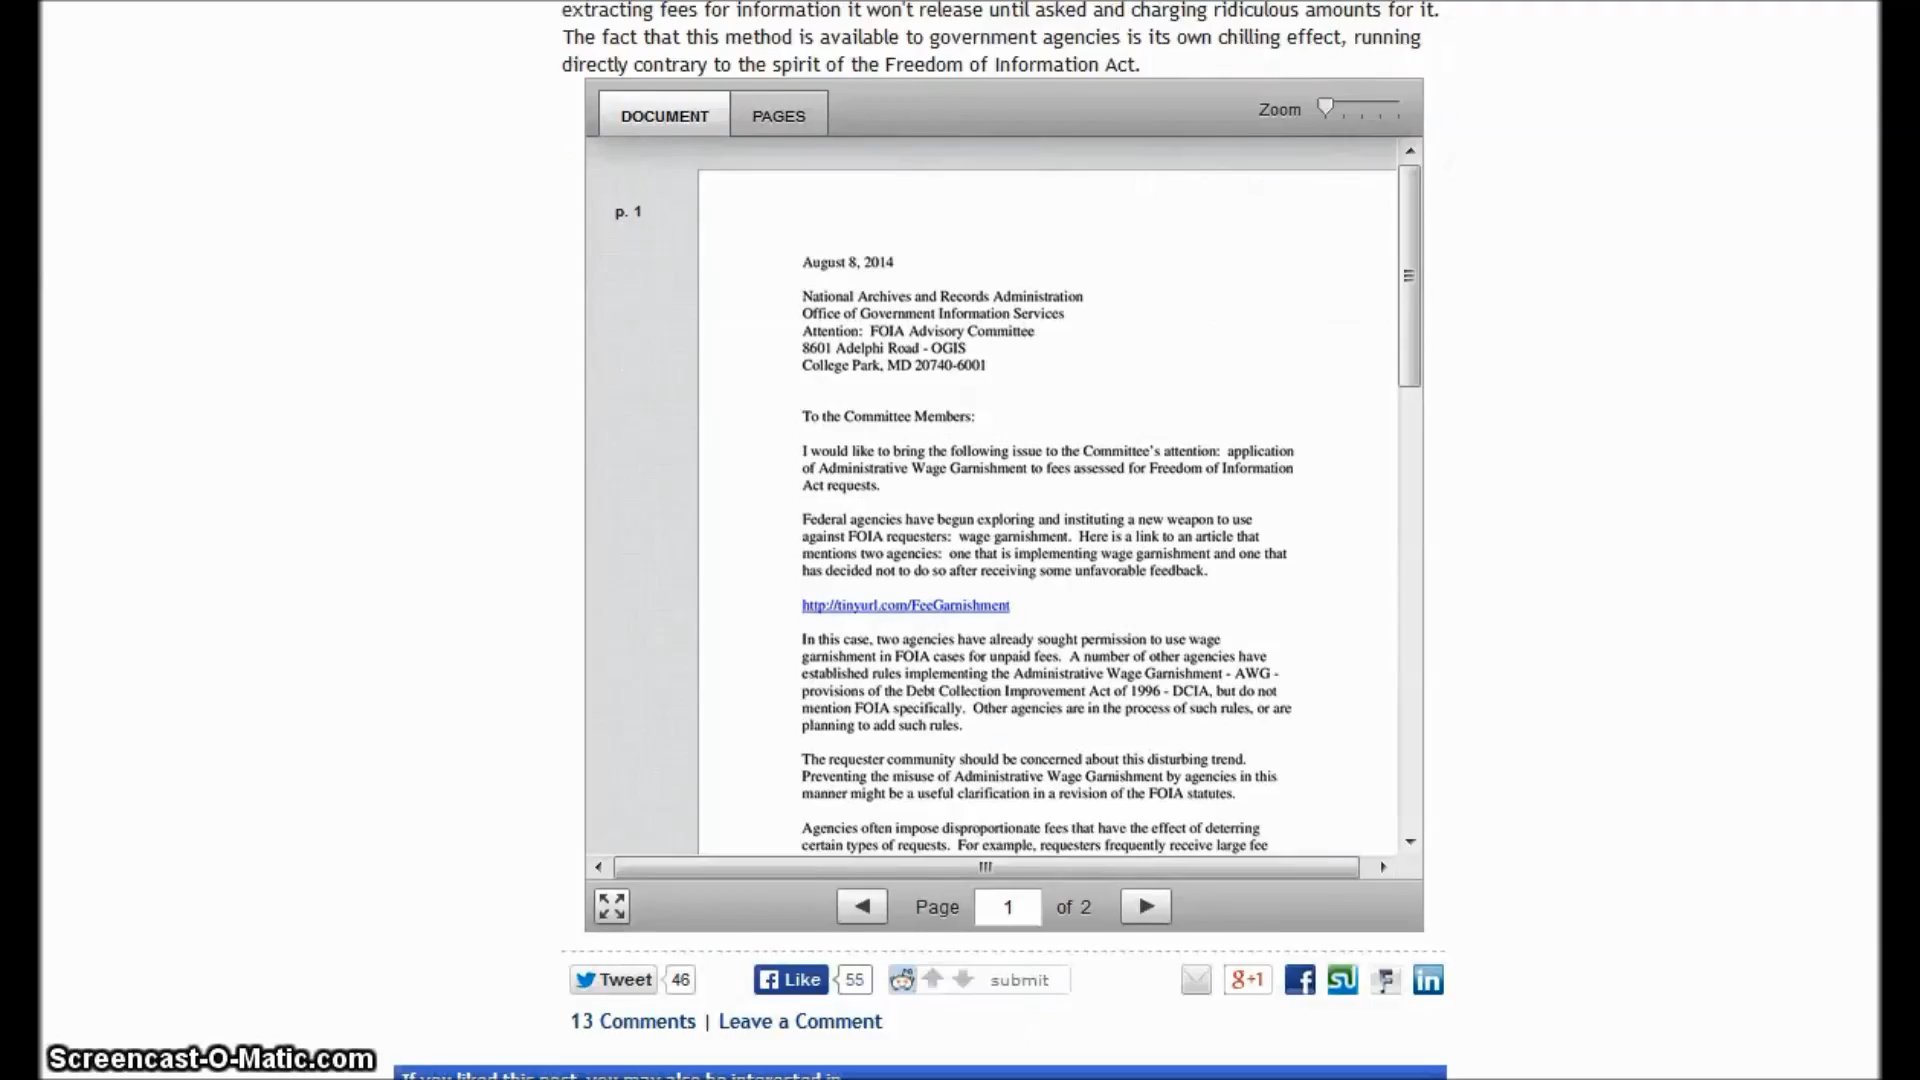 extracting fees for information it won't release until asked and charging ridiculous amounts for it.
The fact that this method is available to government agencies is its own chilling effect, running
directly contrary to the spirit of the Freedom of Information Act.
DOCUMENT
PAGES
Zoom
p. 1
August 8, 2014
National Archives and Records Administration
Office of Government Information Services
Attention: FOIA Advisory Committee
8601 Adelphi Road - OGIS
College Park, MD 20740-6001
To the Committee Members:
I would like to bring the following issue to the Committee's attention: application
of Administrative Wage Garnishment to fees assessed for Freedom of Information
Act requests.
Federal agencies have begun exploring and instituting a new weapon to use
against FOIA requesters: wage garnishment. Here is a link to an article that
mentions two agencies: one that is implementing wage garnishment and one that
has decided not to do so after receiving some unfavorable feedback.
http://tinyurl.com/FeeGarnishment
In this case, two agencies have already sought permission to use wage
garnishment in FOIA cases for unpaid fees. A number of other agencies have
established rules implementing the Administrative Wage Garnishment - AWG -
provisions of the Debt Collection Improvement Act of 1996 - DCIA, but do not
mention FOIA specifically. Other agencies are in the process of such rules, or are
planning to add such rules.
The requester community should be concerned about this disturbing trend.
Preventing the misuse of Administrative Wage Garnishment by agencies in this
manner might be a useful clarification in a revision of the FOIA statutes.
Agencies often impose disproportionate fees that have the effect of deterring
certain types of requests. For example, requesters frequently receive large fee
Page 1 of 2
Tweet 46
Like 55
submit
g+1
f
in
13 Comments | Leave a Comment
Screencast-O-Matic.com
If you liked this post, you may also be interested in